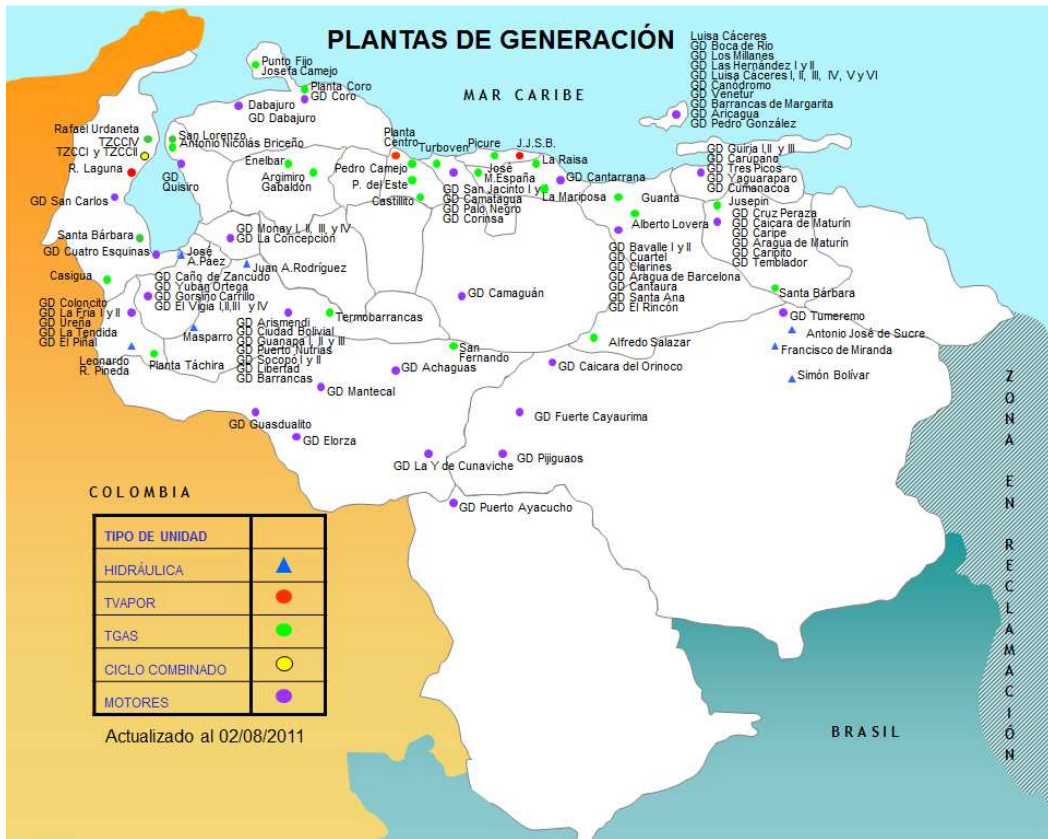 PLANTAS DE GENERACIÓN
MAR CARIBE
Luisa Cáceres
GD Boca de Rio
GD Los Millanes
GD Las Hernández I y II
GD Luisa Cáceres I, II, III, IV, V y VI
GD Canódromo
GD Venetur
GD Barrancas de Margarita
GD Aricagua
GD Pedro González
Punto Fijo
Josefa Camejo
Planta Coro
GD Coro
Dabajuro
GD Dabajuro
Rafael Urdaneta
TZCCIV
TZCCI y TZCCII
R. Laguna
GD San Carlos
San Lorenzo
Antonio Nicolás Briceño
GD
Quisiro
Enelbar
Argimiro
Gabaldón
Planta
Centro
Pedro Camejo
P. del Este
Castillito
Turboven
Picure
J.J.S.B.
José
M.España
La Raisa
GD San Jacinto I y II
GD Camatagua
GD Palo Negro
GD Corinsa
La Mariposa
GD Cantarrana
GD Güiria I,II y III
GD Carúpano
GD Tres Picos
GD Yaguaraparo
GD Cumanacoa
Guanta
Alberto Lovera
Jusepin
GD Cruz Peraza
GD Caicara de Maturín
GD Caripe
GD Aragua de Maturín
GD Caripito
GD Temblador
GD Bavalle I y II
GD Cuartel
GD Clarines
GD Aragua de Barcelona
GD Cantaura
GD Santa Ana
GD El Rincón
Santa Bárbara
GD Cuatro Esquinas
José
A.Páez
GD Monay I, II, III, y IV
GD La Concepción
Juan A.Rodríguez
Casigua
GD Caño de Zancudo
GD Yuban Ortega
GD Gorsiño Carrillo
GD El Vigia I,II,III y IV
GD Coloncito
GD La Fria I y II
GD Ureña
GD La Tendida
GD El Piñal
Leonardo
R. Pineda
Planta Táchira
Masparro
GD Arismendi
GD Ciudad Bolivial
GD Guanapa I, II y III
GD Puerto Nutrias
GD Socopó I y II
GD Libertad
GD Barrancas
Termobarrancas
GD Camaguán
San
Fernando
GD Achaguas
GD Mantecal
GD Guasdualito
GD Elorza
Alfredo Salazar
GD Caicara del Orinoco
Santa Bárbara
GD Tumeremo
Antonio José de Sucre
Francisco de Miranda
Simón Bolívar
GD Fuerte Cayaurima
GD La Y de Cunaviche
GD Pijiguaos
GD Puerto Ayacucho
COLOMBIA
TIPO DE UNIDAD
HIDRÁULICA
TVAPOR
TGAS
CICLO COMBINADO
MOTORES
Actualizado al 02/08/2011
BRASIL
ZONA EN RECLAMACIÓN